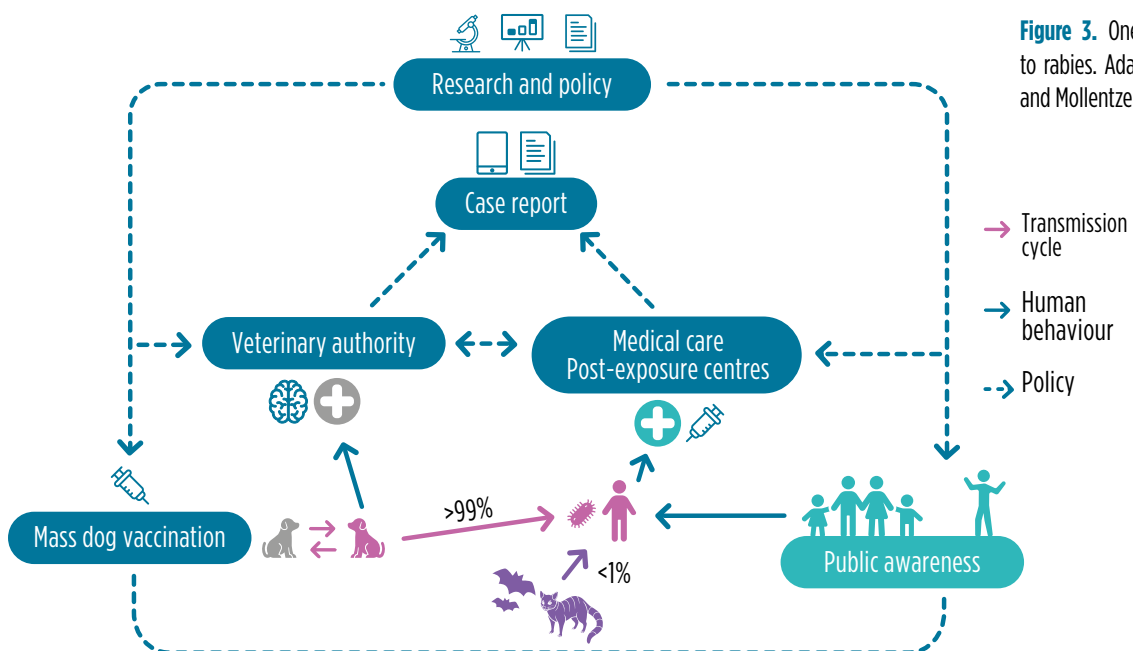 Figure 3. One
to rabies. Ada
and Mollentze
Research and policy
Case report
Transmission
cycle
Human
behaviour
Policy
Veterinary authority
Medical care
Post-exposure centres
>99%
Mass dog vaccination
<1%
Public awareness